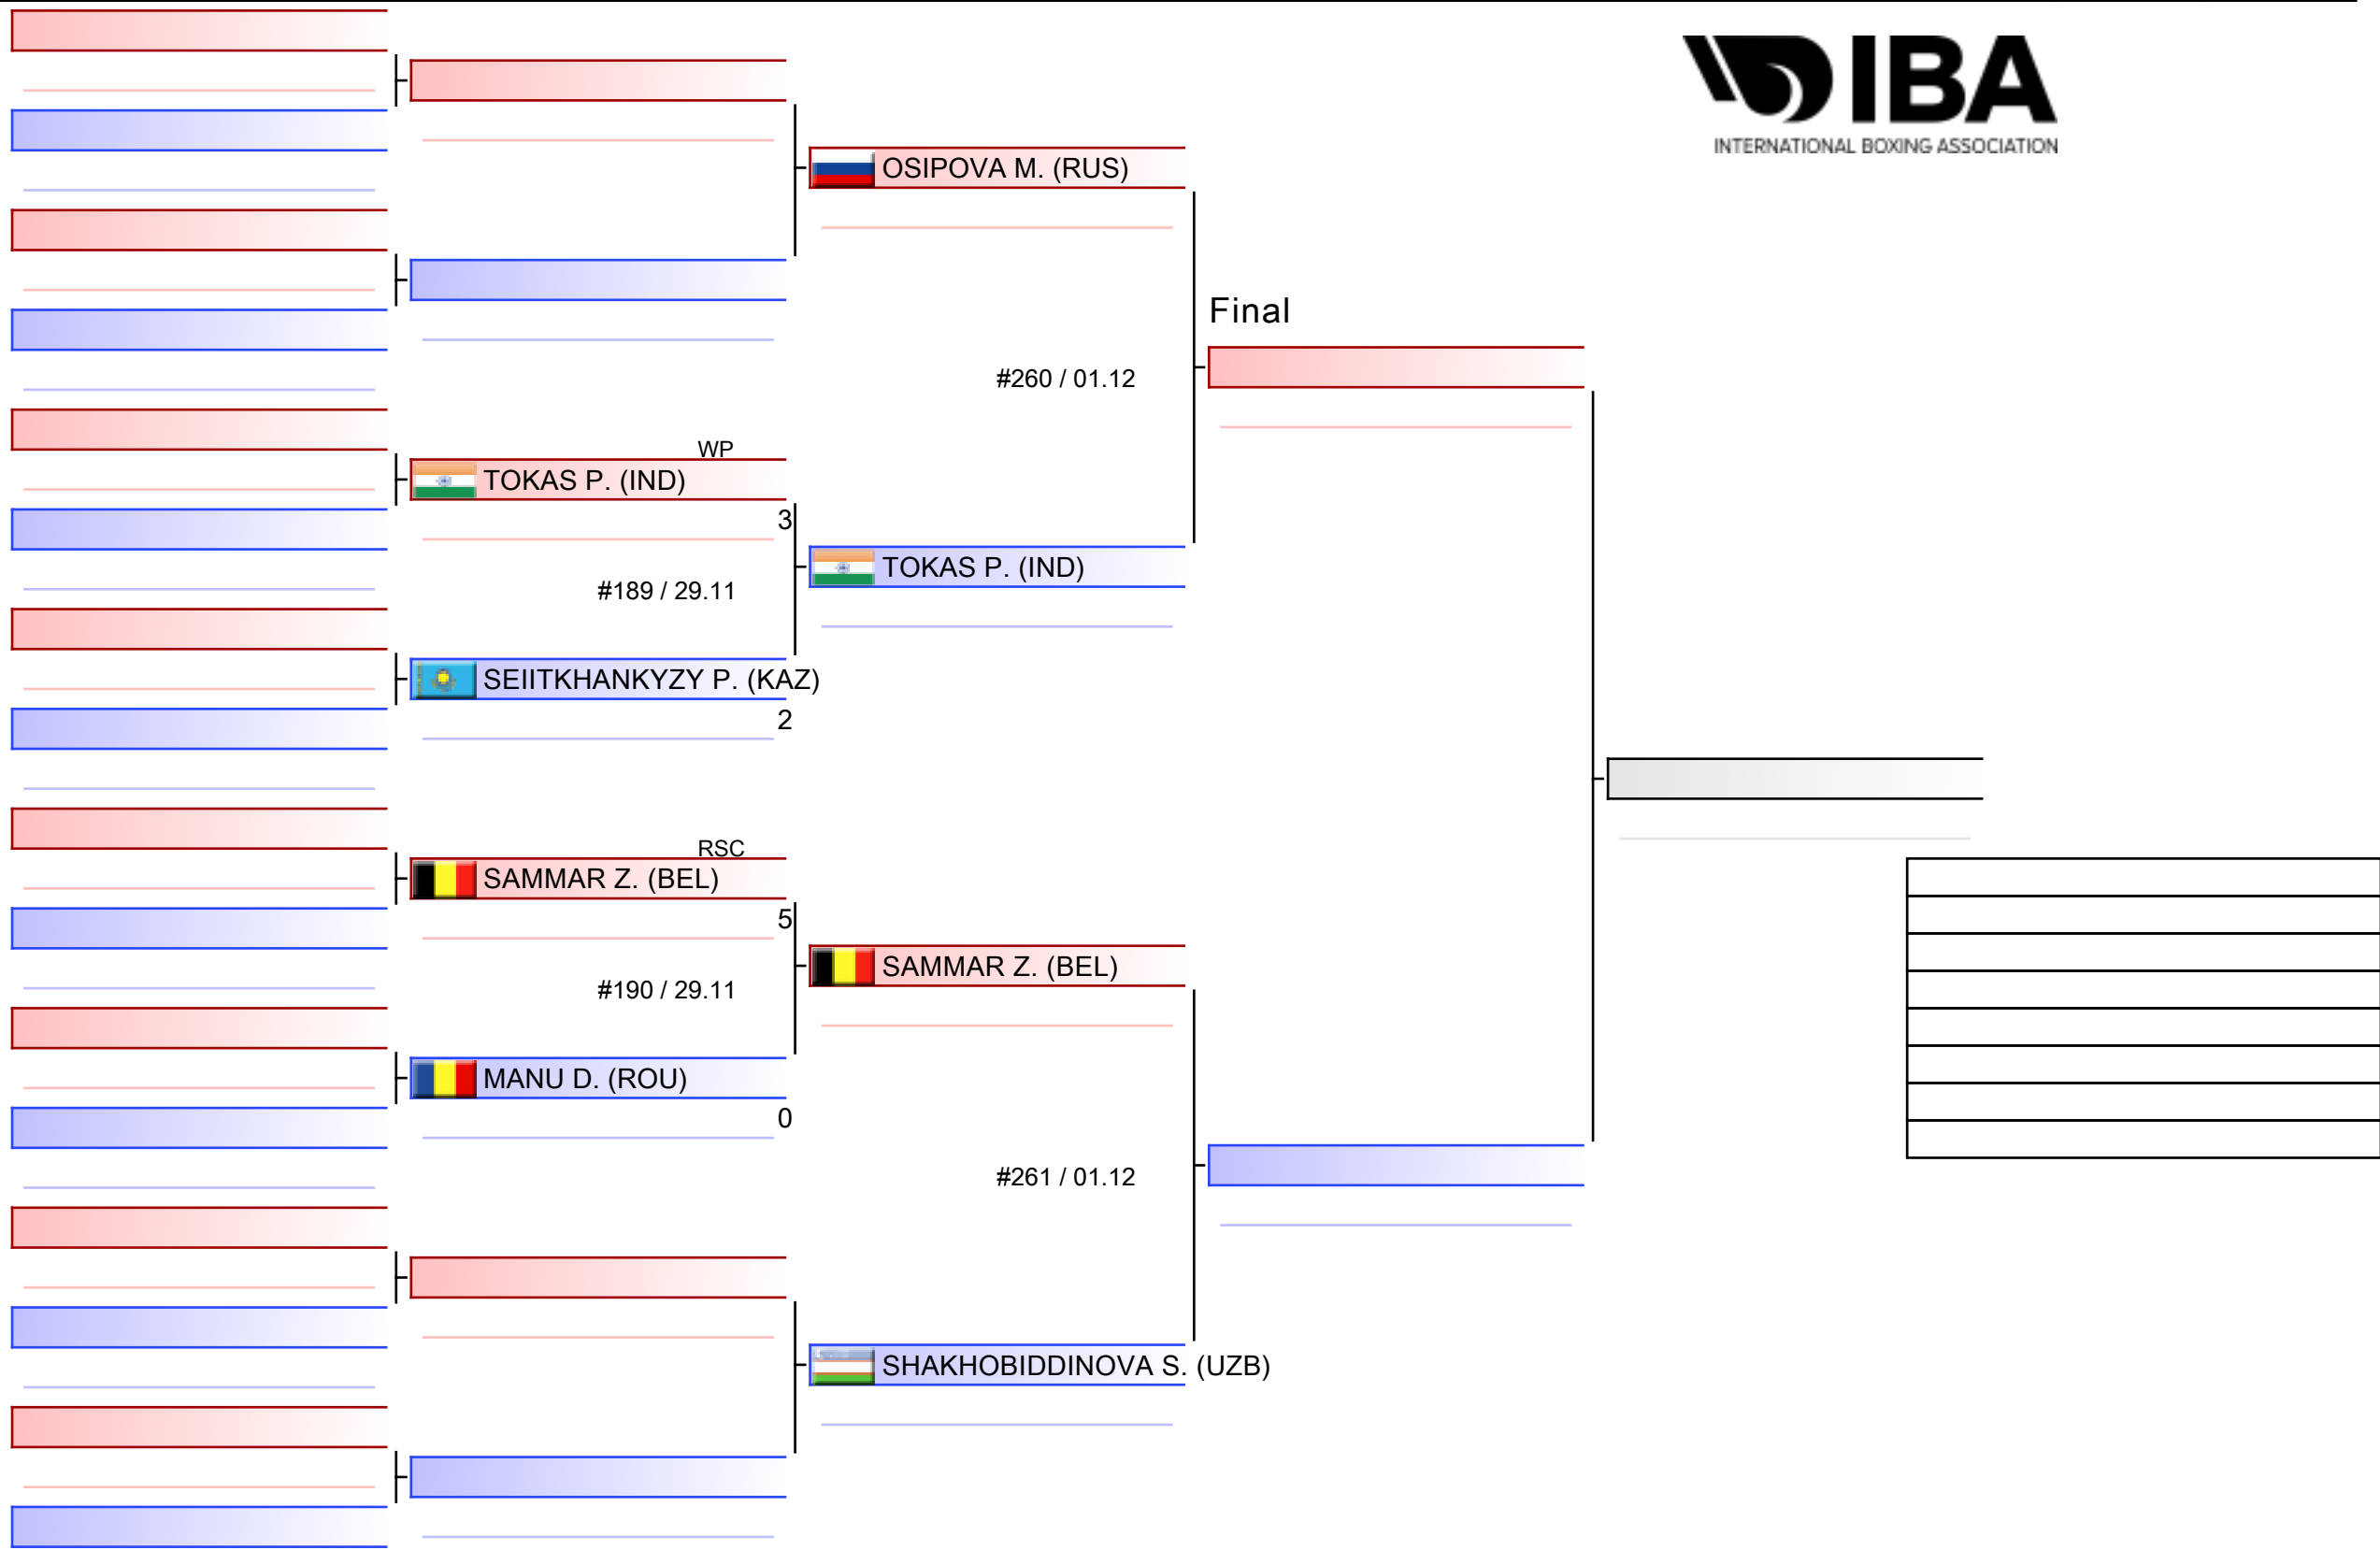 IBA
INTERNATIONAL BOXING ASSOCIATION
OSIPOVA M. (RUS)
Final
#260 / 01.12
WP
TOKAS P. (IND)
3
TOKAS P. (IND)
#189 / 29.11
SEIITKHANKYZY P. (KAZ)
2
RSC
SAMMAR Z. (BEL)
5
SAMMAR Z. (BEL)
#190 / 29.11
MANU D. (ROU)
0
#261 / 01.12
SHAKHOBIDDINOVA S. (UZB)